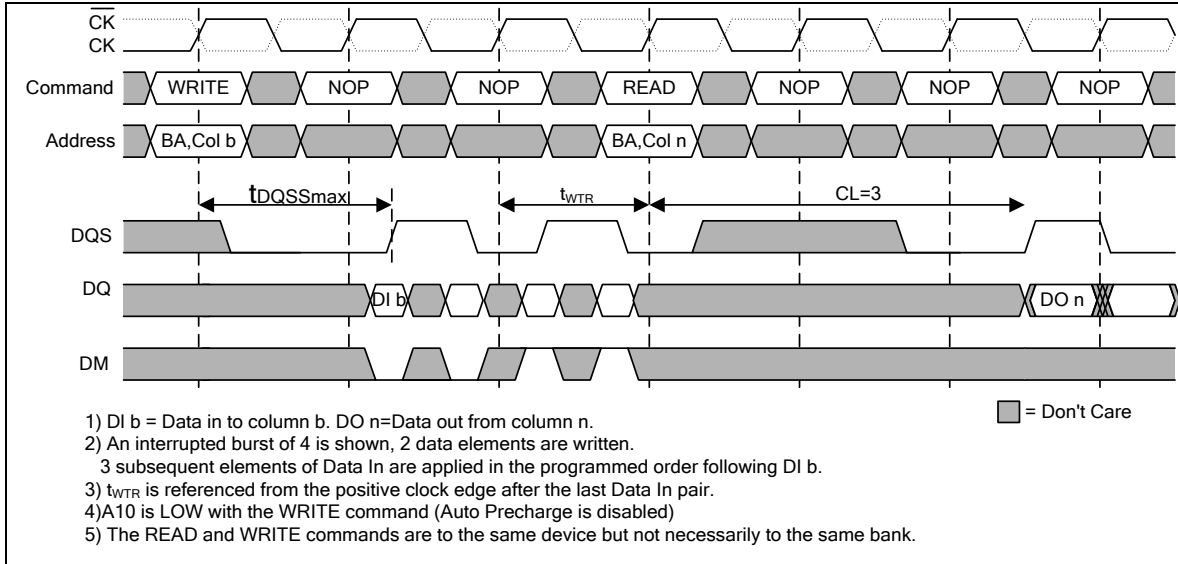 CK
CK
Command WRITE NOP NOP READ NOP NOP NOP
Address BA,Col b BA,Col n
tDQSSmax tWTR CL=3
DQS
DQ DI b DO n
DM
= Don't Care
1) DI b = Data in to column b. DO n=Data out from column n.
2) An interrupted burst of 4 is shown, 2 data elements are written.
3 subsequent elements of Data In are applied in the programmed order following DI b.
3) tWTR is referenced from the positive clock edge after the last Data In pair.
4)A10 is LOW with the WRITE command (Auto Precharge is disabled)
5) The READ and WRITE commands are to the same device but not necessarily to the same bank.